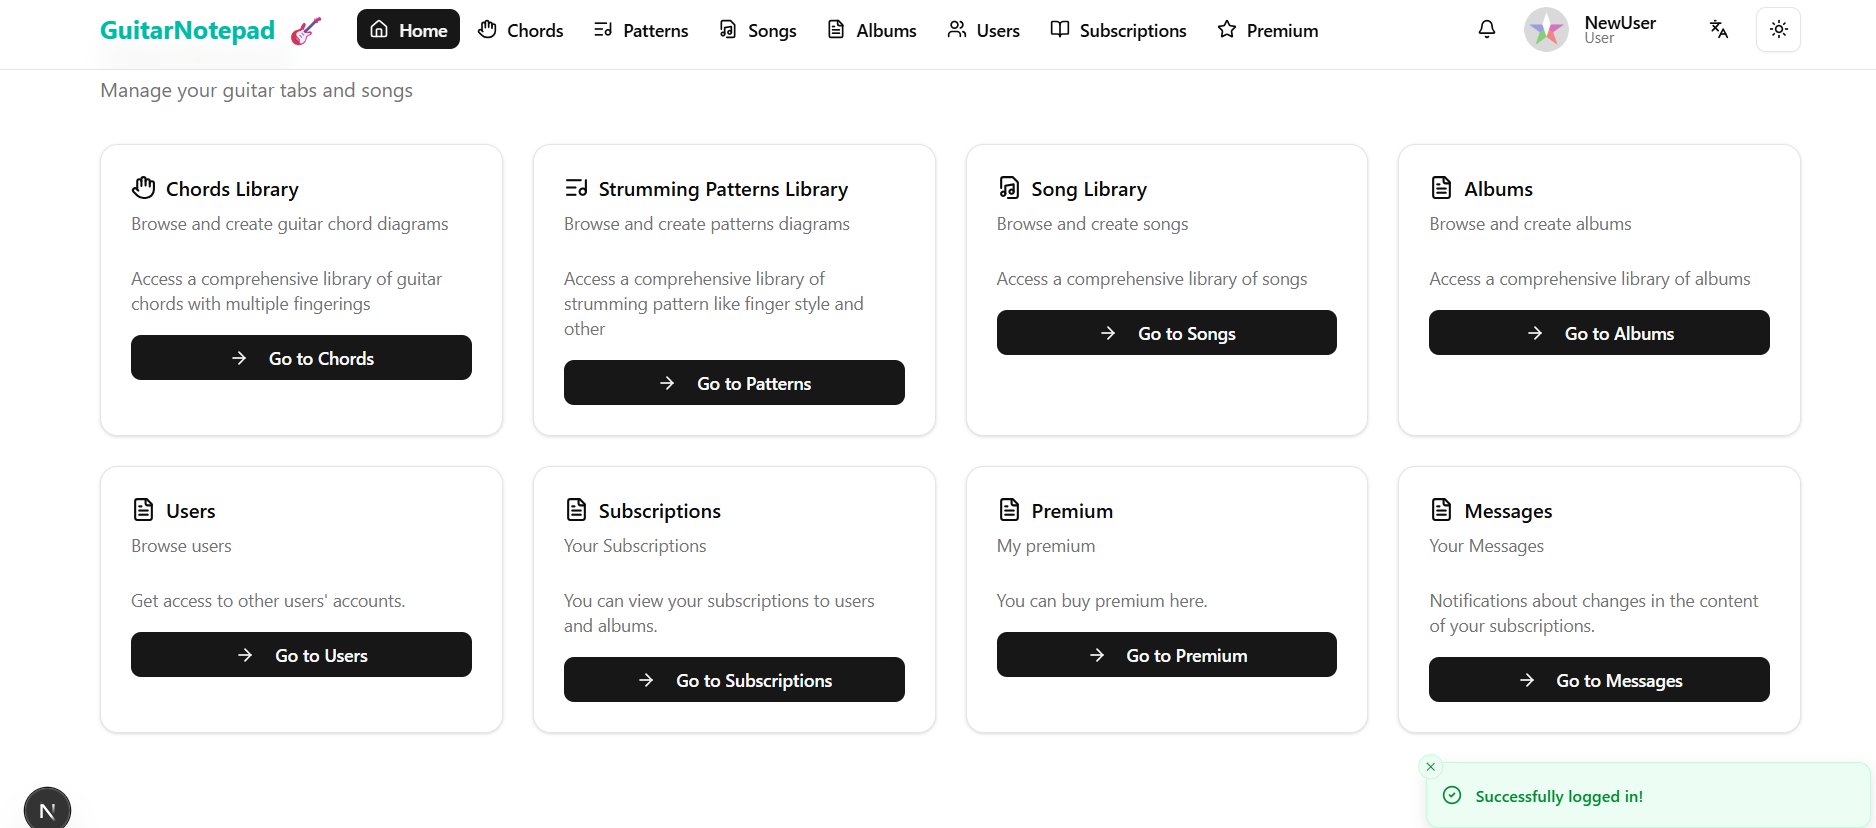 GuitarNotepad
Home
Chords
Patterns
Songs
Albums
Users
Subscriptions
Premium
NewUser
User
Manage your guitar tabs and songs
Chords Library
Browse and create guitar chord diagrams
Access a comprehensive library of guitar
chords with multiple fingerings
Go to Chords
Strumming Patterns Library
Browse and create patterns diagrams
Access a comprehensive library of
strumming pattern like finger style and
other
Go to Patterns
Song Library
Browse and create songs
Access a comprehensive library of songs
Go to Songs
Albums
Browse and create albums
Access a comprehensive library of albums
Go to Albums
Users
Browse users
Get access to other users' accounts.
Go to Users
Subscriptions
Your Subscriptions
You can view your subscriptions to users
and albums.
Go to Subscriptions
Premium
My premium
You can buy premium here.
Go to Premium
Messages
Your Messages
Notifications about changes in the content
of your subscriptions.
Go to Messages
N
Successfully logged in!